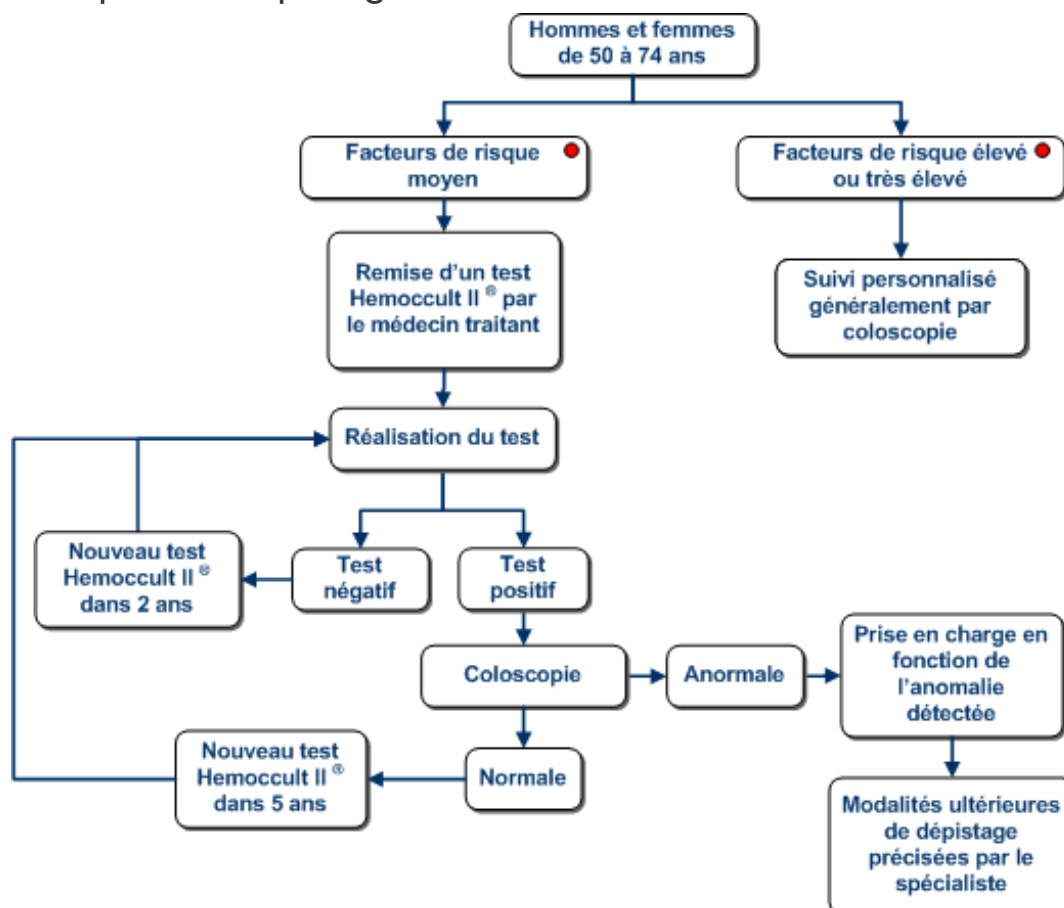 Hommes et femmes
de 50 à 74 ans
Facteurs de risque
moyen
Facteurs de risque élevé
ou très élevé
Remise d'un test
Hemoccult II ® par
le médecin traitant
Suivi personnalisé
généralement par
coloscopie
Réalisation du test
Nouveau test
Hemoccult II ®
dans 2 ans
Test
négatif
Test
positif
Coloscopie
Anormale
Prise en charge en
fonction de
l'anomalie
détectée
Nouveau test
Hemoccult II ®
dans 5 ans
Normale
Modalités ultérieures
de dépistage
précisées par le
spécialiste